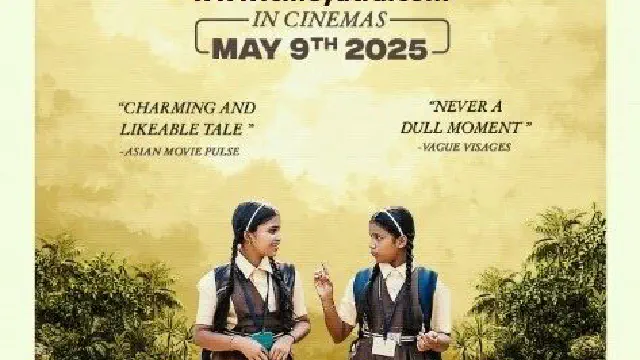 IN CINEMAS
MAY 9TH 2025
"CHARMING AND
LIKEABLE TALE"
-ASIAN MOVIE PULSE
"NEVER A
DULL MOMENT"
-VAGUE VISAGES